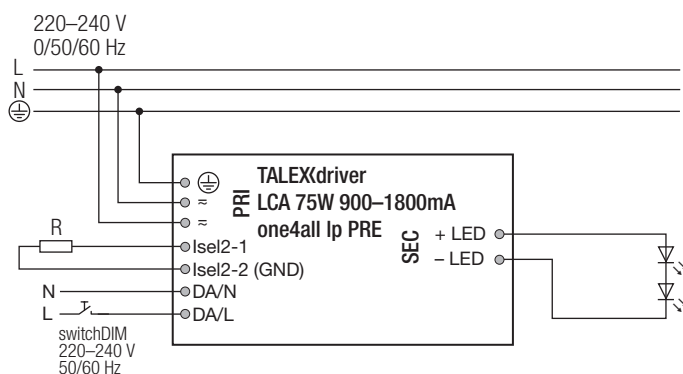 220–240 V
0/50/60 Hz
L
N
TALEXXdriver
LCA 75W 900–1800mA
one4all lp PRE
PRI
≂
≂
SEC
+ LED
– LED
R
Isel2-1
Isel2-2 (GND)
N
DA/N
L
DA/L
switchDIM
220–240 V
50/60 Hz